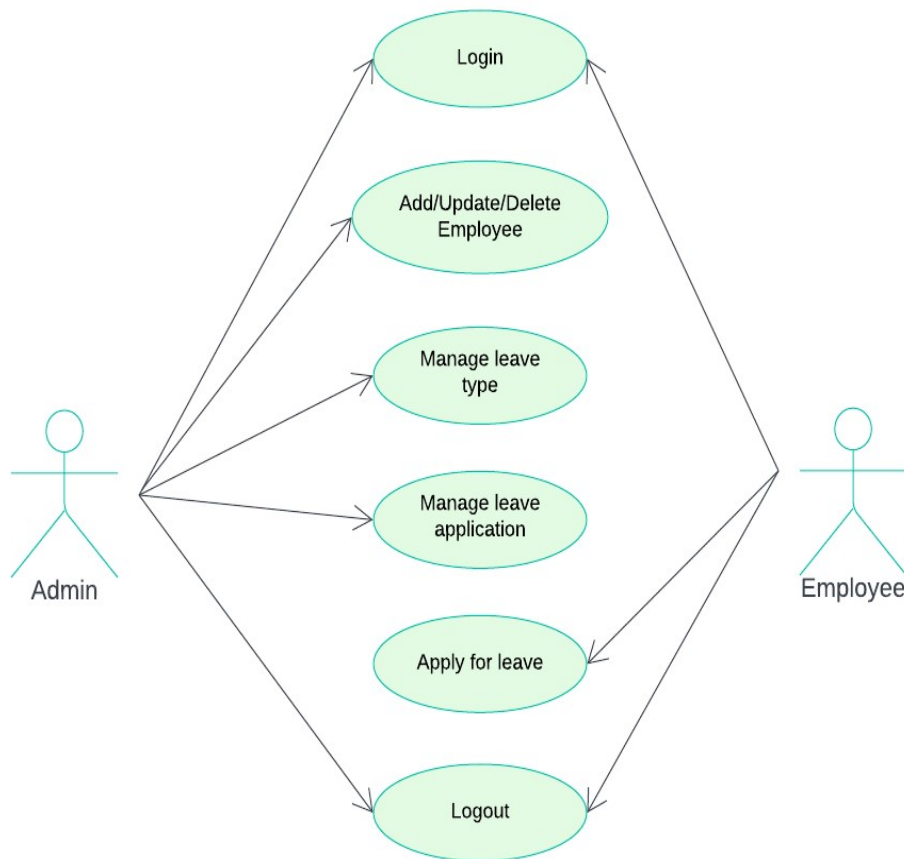 Login
Add/Update/Delete
Employee
Manage leave
type
Manage leave
application
Admin
Employee
Apply for leave
Logout